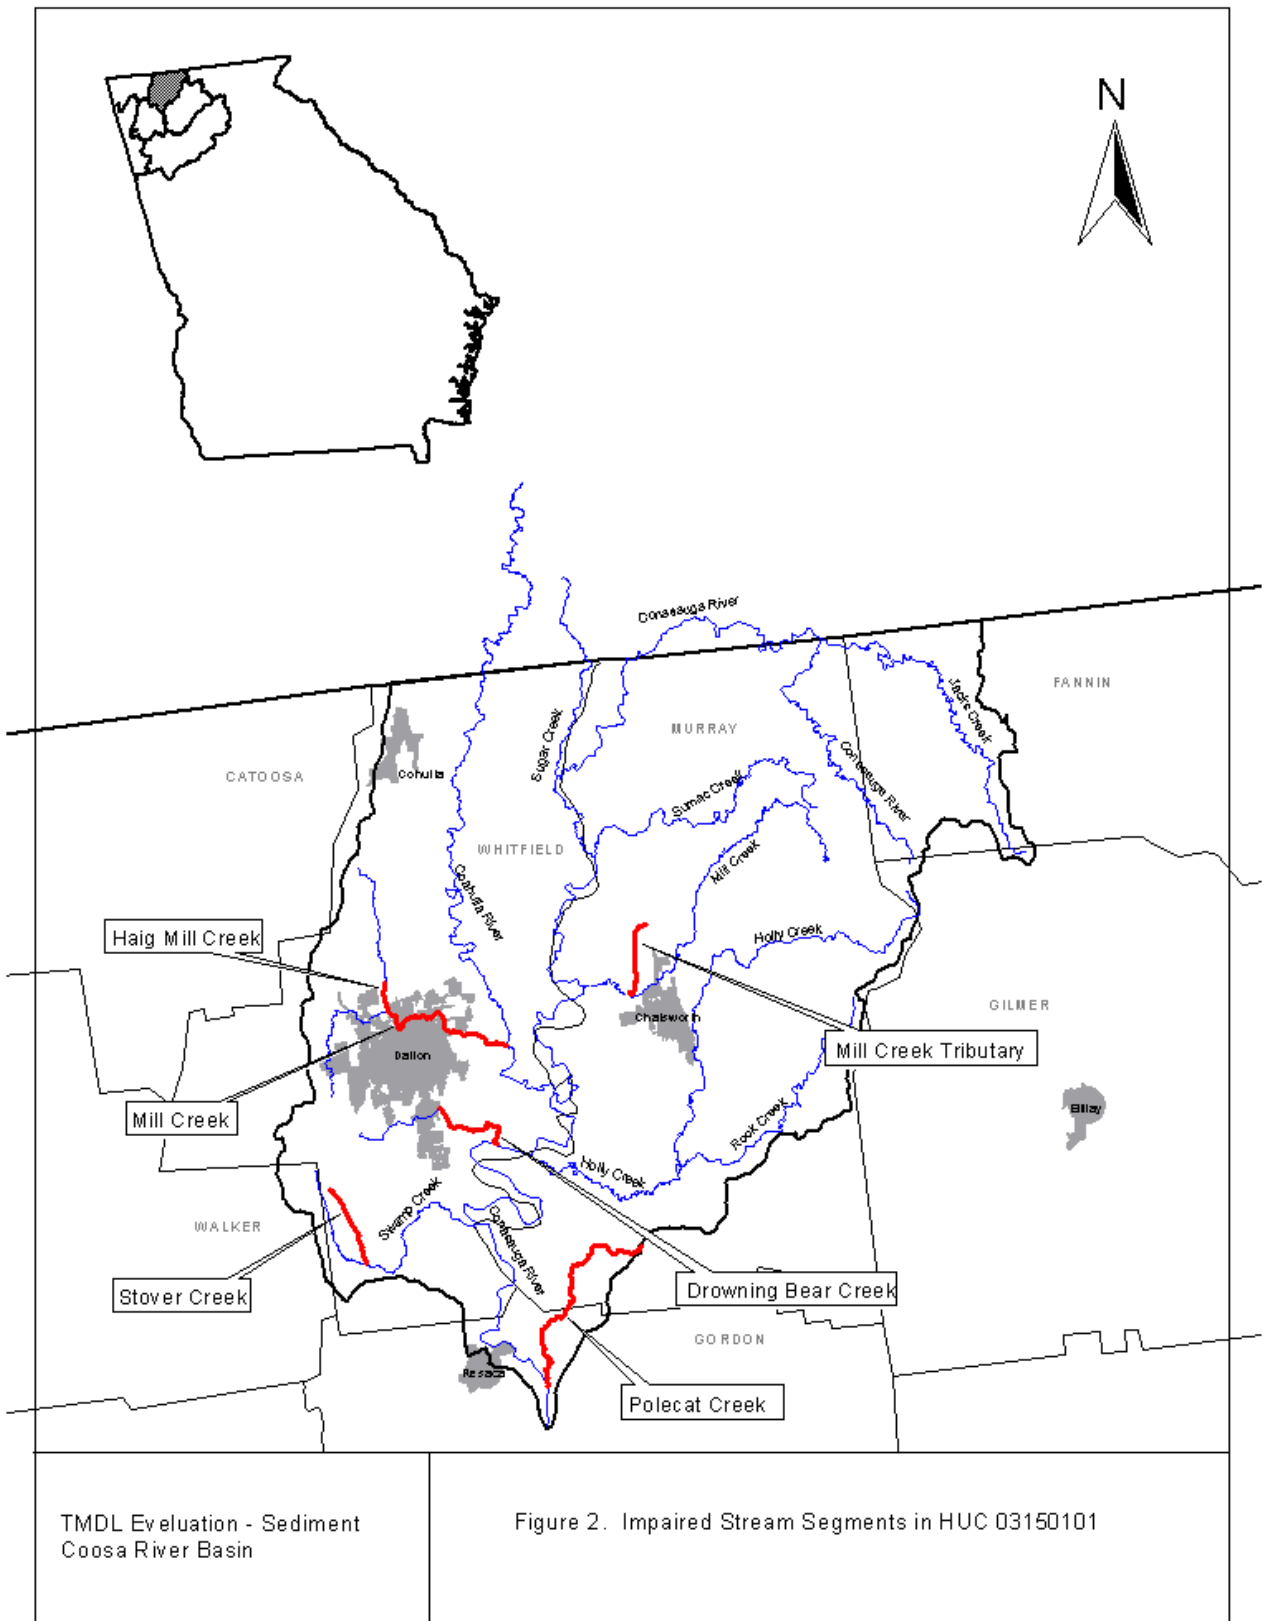 N
Conasauga River
FANNIN
Jacks Creek
MURRAY
Sugar Creek
CATOOSA
Cohulla
Conasauga River
Sumac Creek
WHITFIELD
Mill Creek
Coahulla River
Haig Mill Creek
Holly Creek
GILMER
Chatsworth
Dalton
Mill Creek Tributary
Mill Creek
Ellijay
Rock Creek
Holly Creek
Swamp Creek
WALKER
Conasauga River
Stover Creek
Drowning Bear Creek
GORDON
Resaca
Polecat Creek
TMDL Eveluation - Sediment
Coosa River Basin
Figure 2. Impaired Stream Segments in HUC 03150101